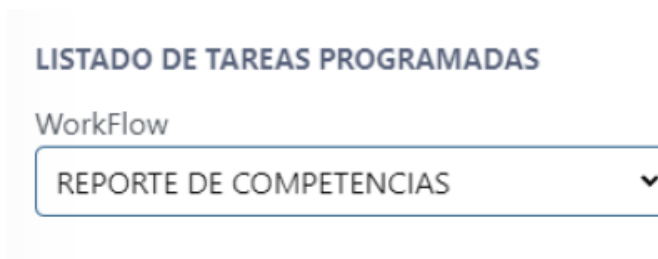 LISTADO DE TAREAS PROGRAMADAS
WorkFlow
REPORTE DE COMPETENCIAS